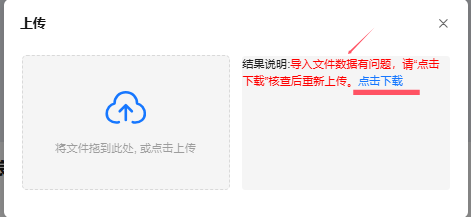 上传
将文件拖到此处, 或点击上传
结果说明:导入文件数据有问题，请“点击
下载”核查后重新上传。点击下载